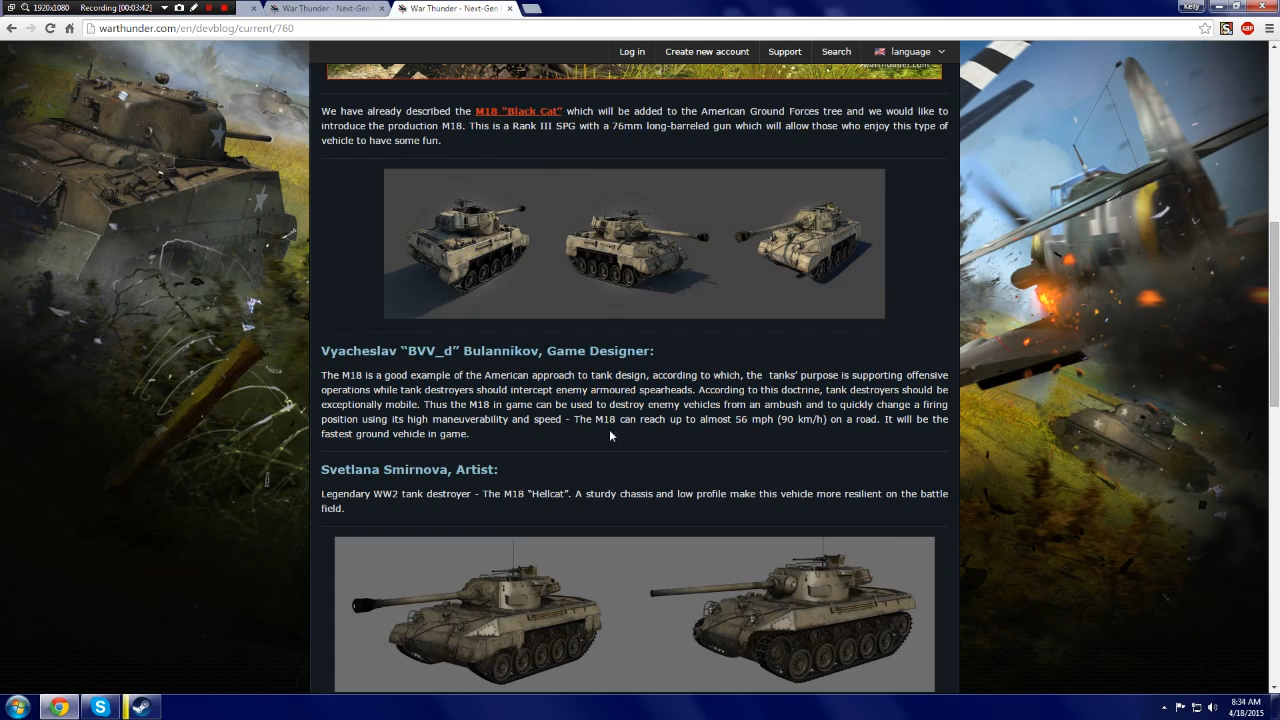 1920x1080 Recording [00:03:42]
War Thunder - Next-Gen
War Thunder - Next-Gen
Kelly
warthunder.com/en/devblog/current/760
ABP
Log in Create new account Support Search language
We have already described the M18 “Black Cat” which will be added to the American Ground Forces tree and we would like to
introduce the production M18. This is a Rank III SPG with a 76mm long-barreled gun which will allow those who enjoy this type of
vehicle to have some fun.
Vyacheslav “BVV_d” Bulannikov, Game Designer:
The M18 is a good example of the American approach to tank design, according to which, the tanks’ purpose is supporting offensive
operations while tank destroyers should intercept enemy armoured spearheads. According to this doctrine, tank destroyers should be
exceptionally mobile. Thus the M18 in game can be used to destroy enemy vehicles from an ambush and to quickly change a firing
position using its high maneuverability and speed - The M18 can reach up to almost 56 mph (90 km/h) on a road. It will be the
fastest ground vehicle in game.
Svetlana Smirnova, Artist:
Legendary WW2 tank destroyer - The M18 “Hellcat”. A sturdy chassis and low profile make this vehicle more resilient on the battle
field.
8:34 AM
4/18/2015